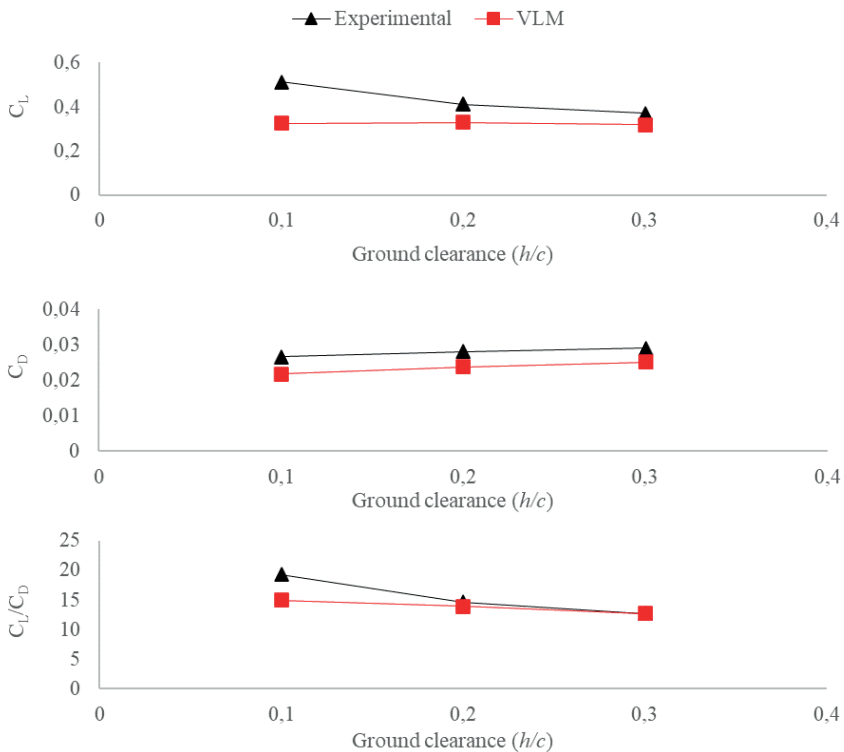 Experimental VLM
0,6
0,4
0,2
0
C_L
0 0,1 0,2 0,3 0,4
Ground clearance (h/c)
0,04
0,03
0,02
0,01
0
C_D
0 0,1 0,2 0,3 0,4
Ground clearance (h/c)
25
20
15
10
5
0
C_L/C_D
0 0,1 0,2 0,3 0,4
Ground clearance (h/c)